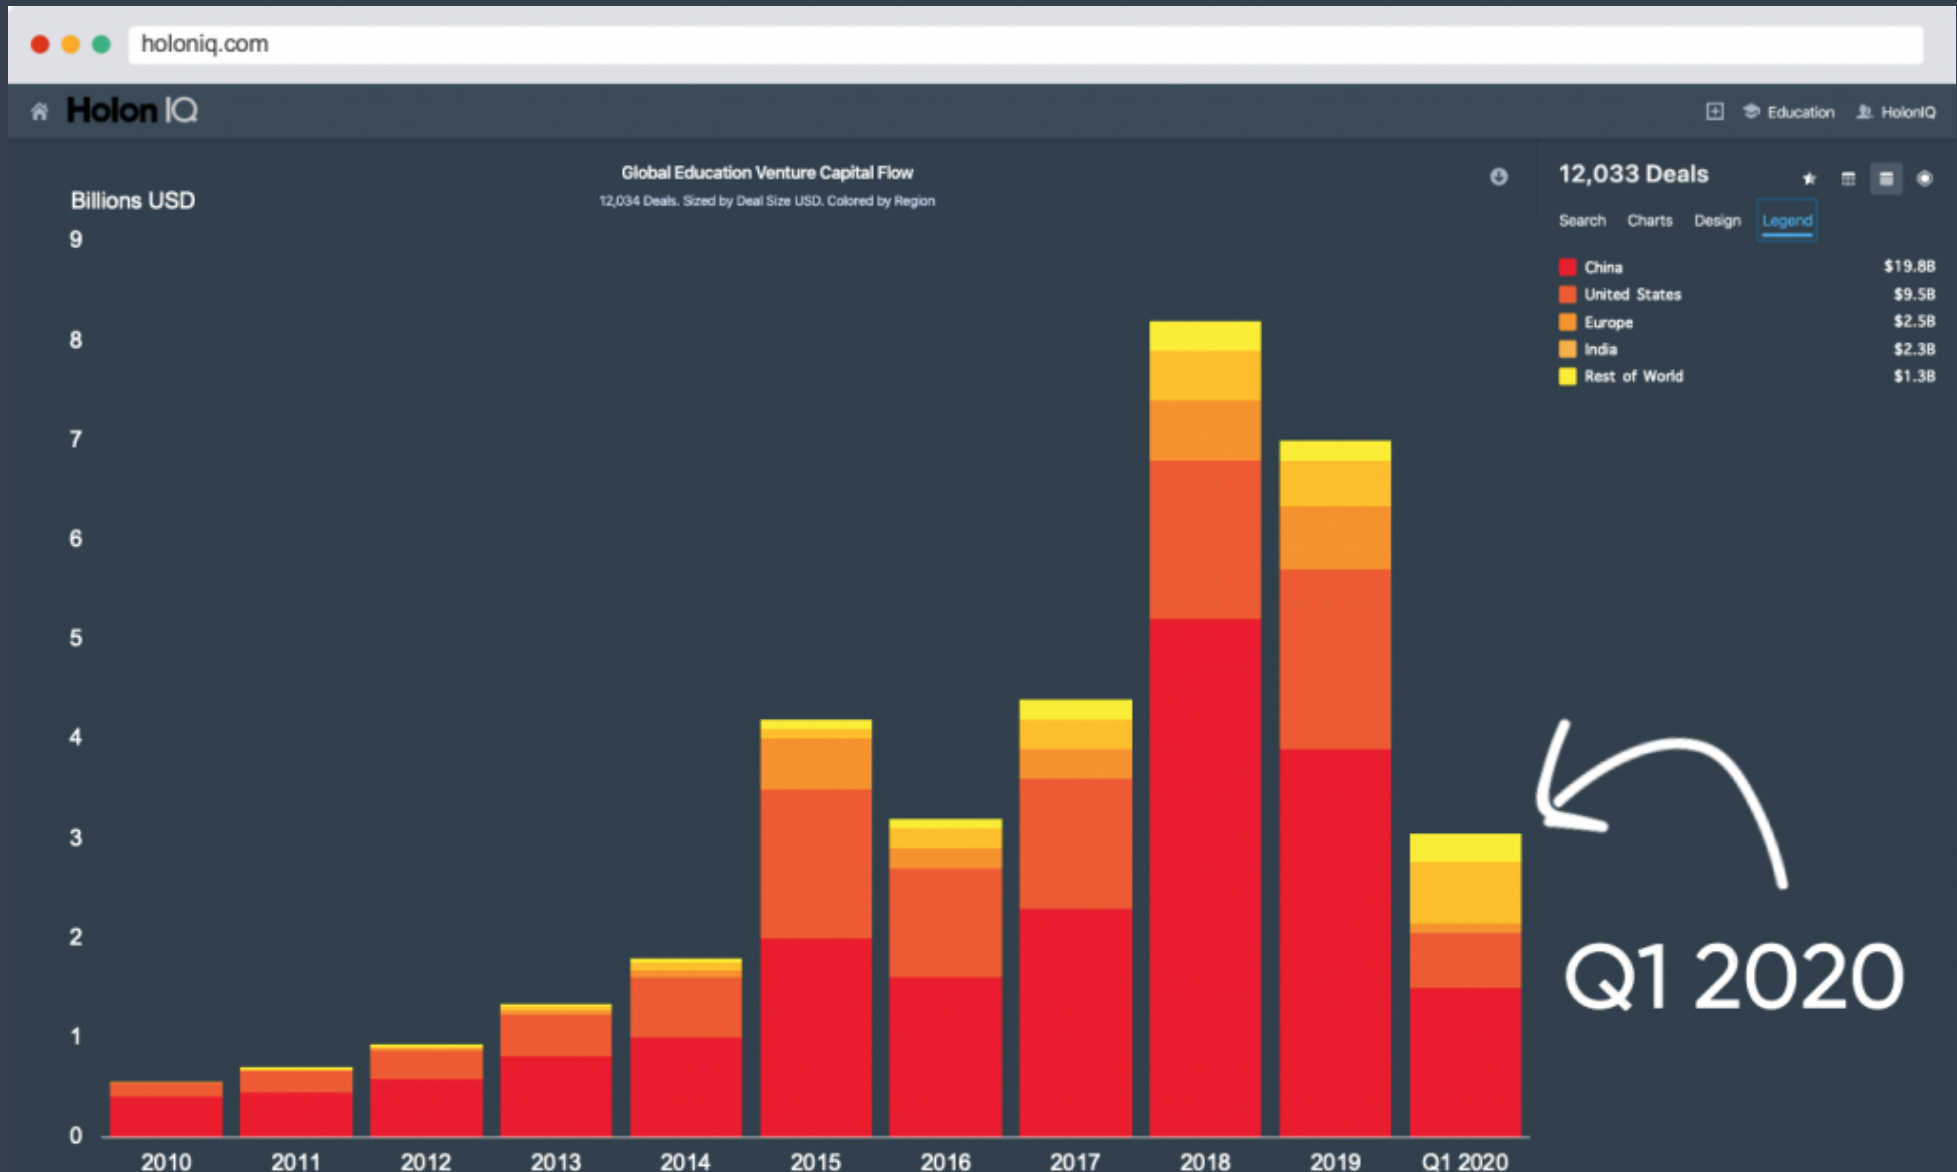 holoniq.com
Holon IQ
Education
HolonIQ
Global Education Venture Capital Flow
12,034 Deals. Sized by Deal Size USD. Colored by Region
Billions USD
9
8
7
6
5
4
3
2
1
0
2010
2011
2012
2013
2014
2015
2016
2017
2018
2019
Q1 2020
12,033 Deals
Search Charts Design Legend
China $19.8B
United States $9.5B
Europe $2.5B
India $2.3B
Rest of World $1.3B
Q1 2020